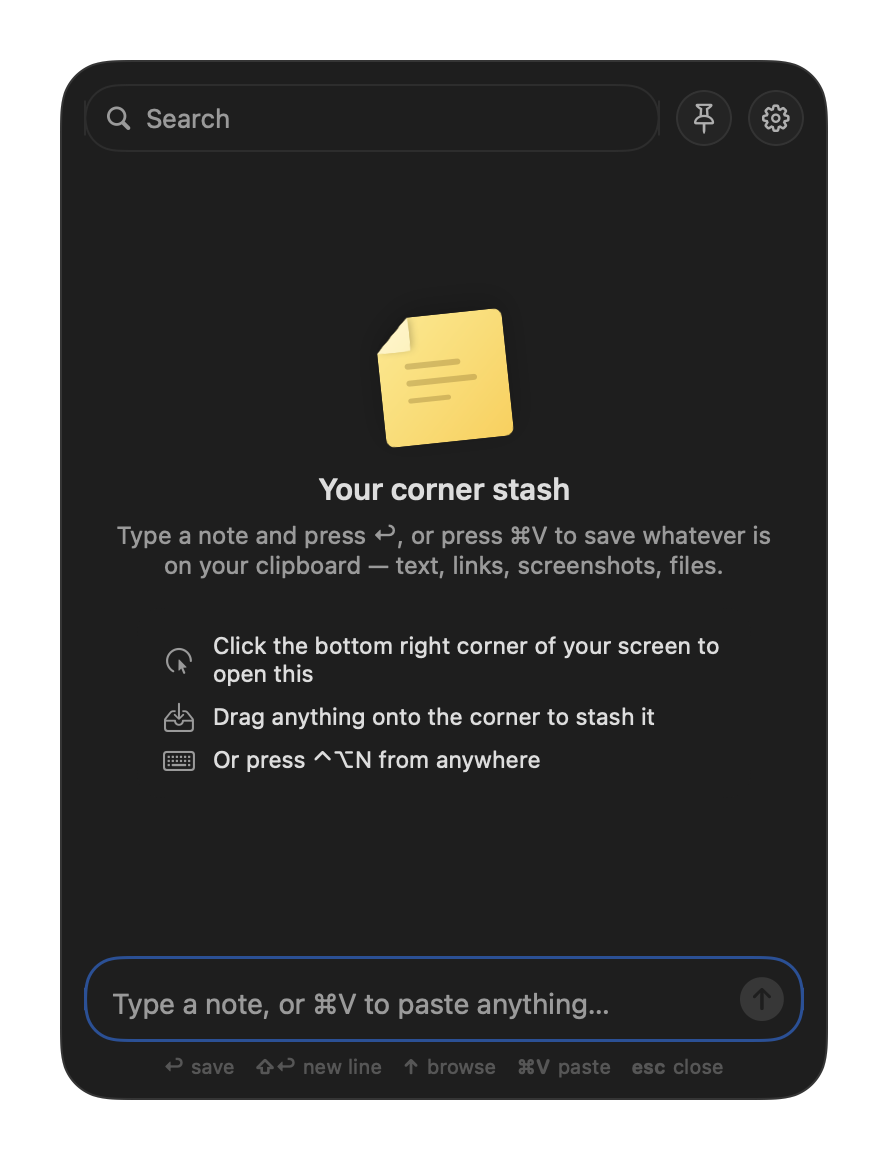 Search
Your corner stash
Type a note and press ↩, or press ⌘V to save whatever is
on your clipboard — text, links, screenshots, files.
Click the bottom right corner of your screen to
open this
Drag anything onto the corner to stash it
Or press ^⌥N from anywhere
Type a note, or ⌘V to paste anything...
↩ save ⇧↩ new line ↑ browse ⌘V paste esc close